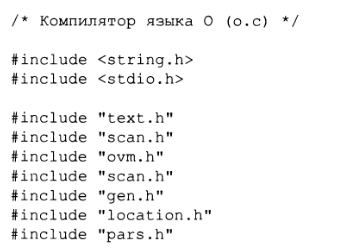 /* Компилятор языка О (o.c) */
#include <string.h>
#include <stdio.h>
#include "text.h"
#include "scan.h"
#include "ovm.h"
#include "scan.h"
#include "gen.h"
#include "location.h"
#include "pars.h"